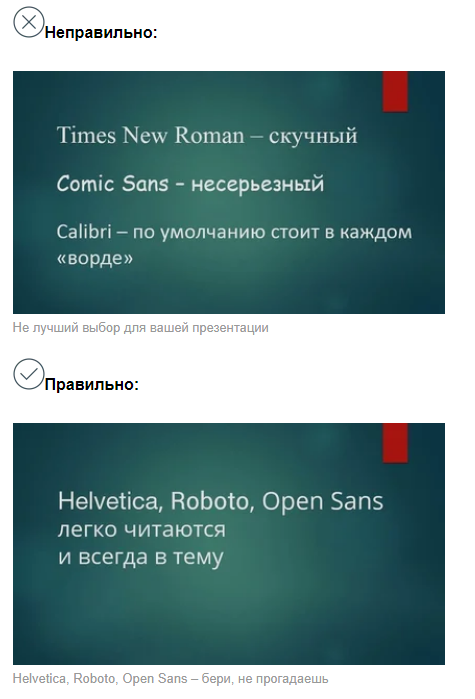 Неправильно:
Times New Roman – скучный
Comic Sans – несерьезный
Calibri – по умолчанию стоит в каждом
«ворде»
Не лучший выбор для вашей презентации
Правильно:
Helvetica, Roboto, Open Sans
легко читаются
и всегда в тему
Helvetica, Roboto, Open Sans – бери, не прогадаешь